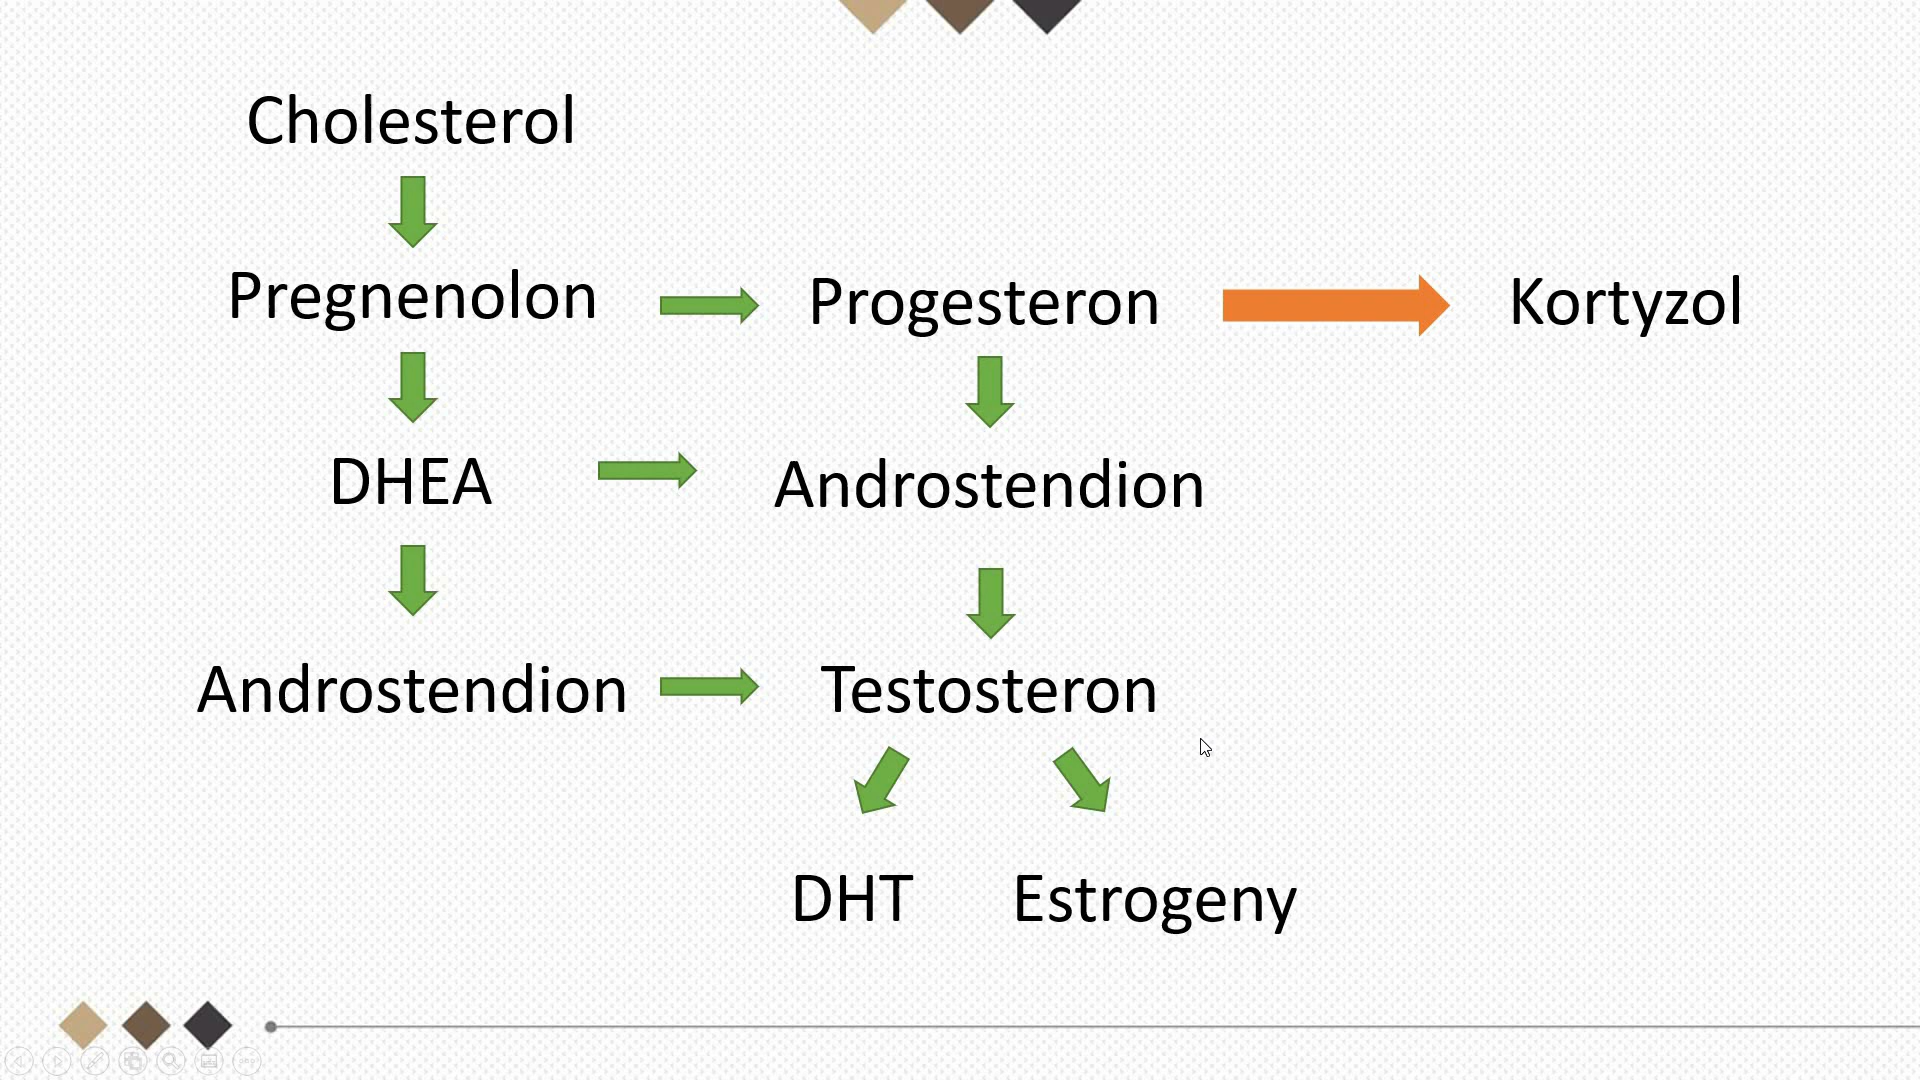 Cholesterol
Pregnenolon
Progesteron
Kortyzol
DHEA
Androstendion
Androstendion
Testosteron
DHT
Estrogeny